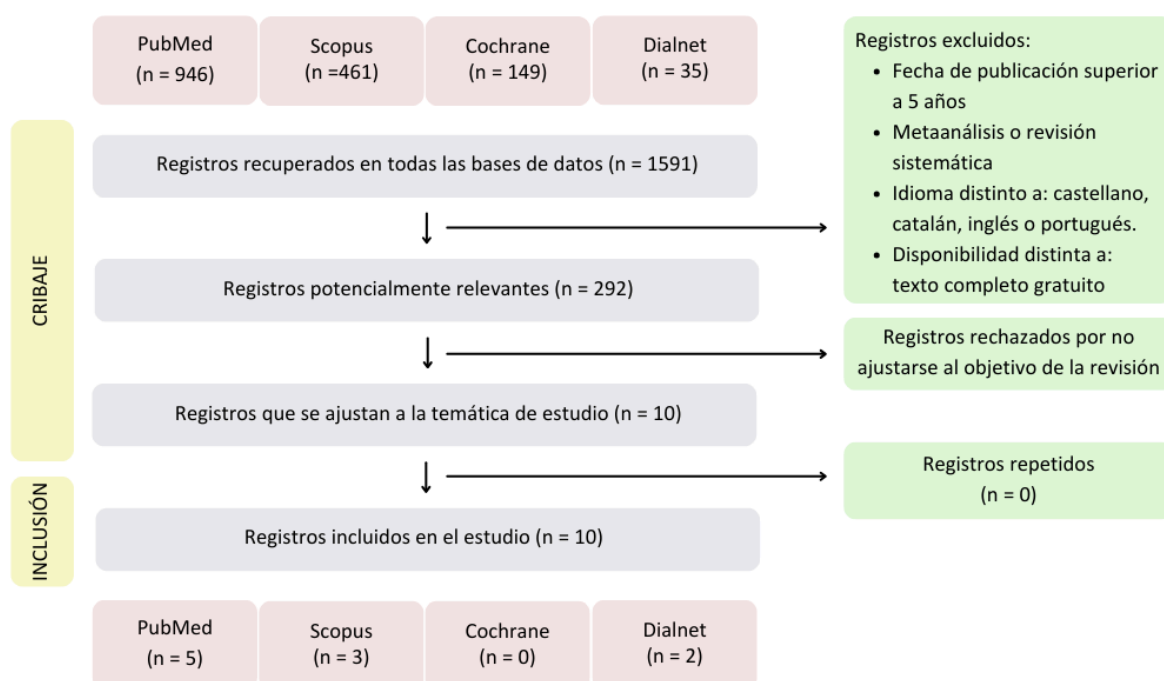 PubMed
(n = 946)
Scopus
(n =461)
Cochrane
(n = 149)
Dialnet
(n = 35)
Registros excluidos:
• Fecha de publicación superior
a 5 años
• Metaanálisis o revisión
sistemática
• Idioma distinto a: castellano,
catalán, inglés o portugués.
• Disponibilidad distinta a:
texto completo gratuito
CRIBAJE
Registros recuperados en todas las bases de datos (n = 1591)
Registros potencialmente relevantes (n = 292)
Registros rechazados por no
ajustarse al objetivo de la revisión
Registros que se ajustan a la temática de estudio (n = 10)
Registros repetidos
(n = 0)
INCLUSIÓN
Registros incluidos en el estudio (n = 10)
PubMed
(n = 5)
Scopus
(n = 3)
Cochrane
(n = 0)
Dialnet
(n = 2)